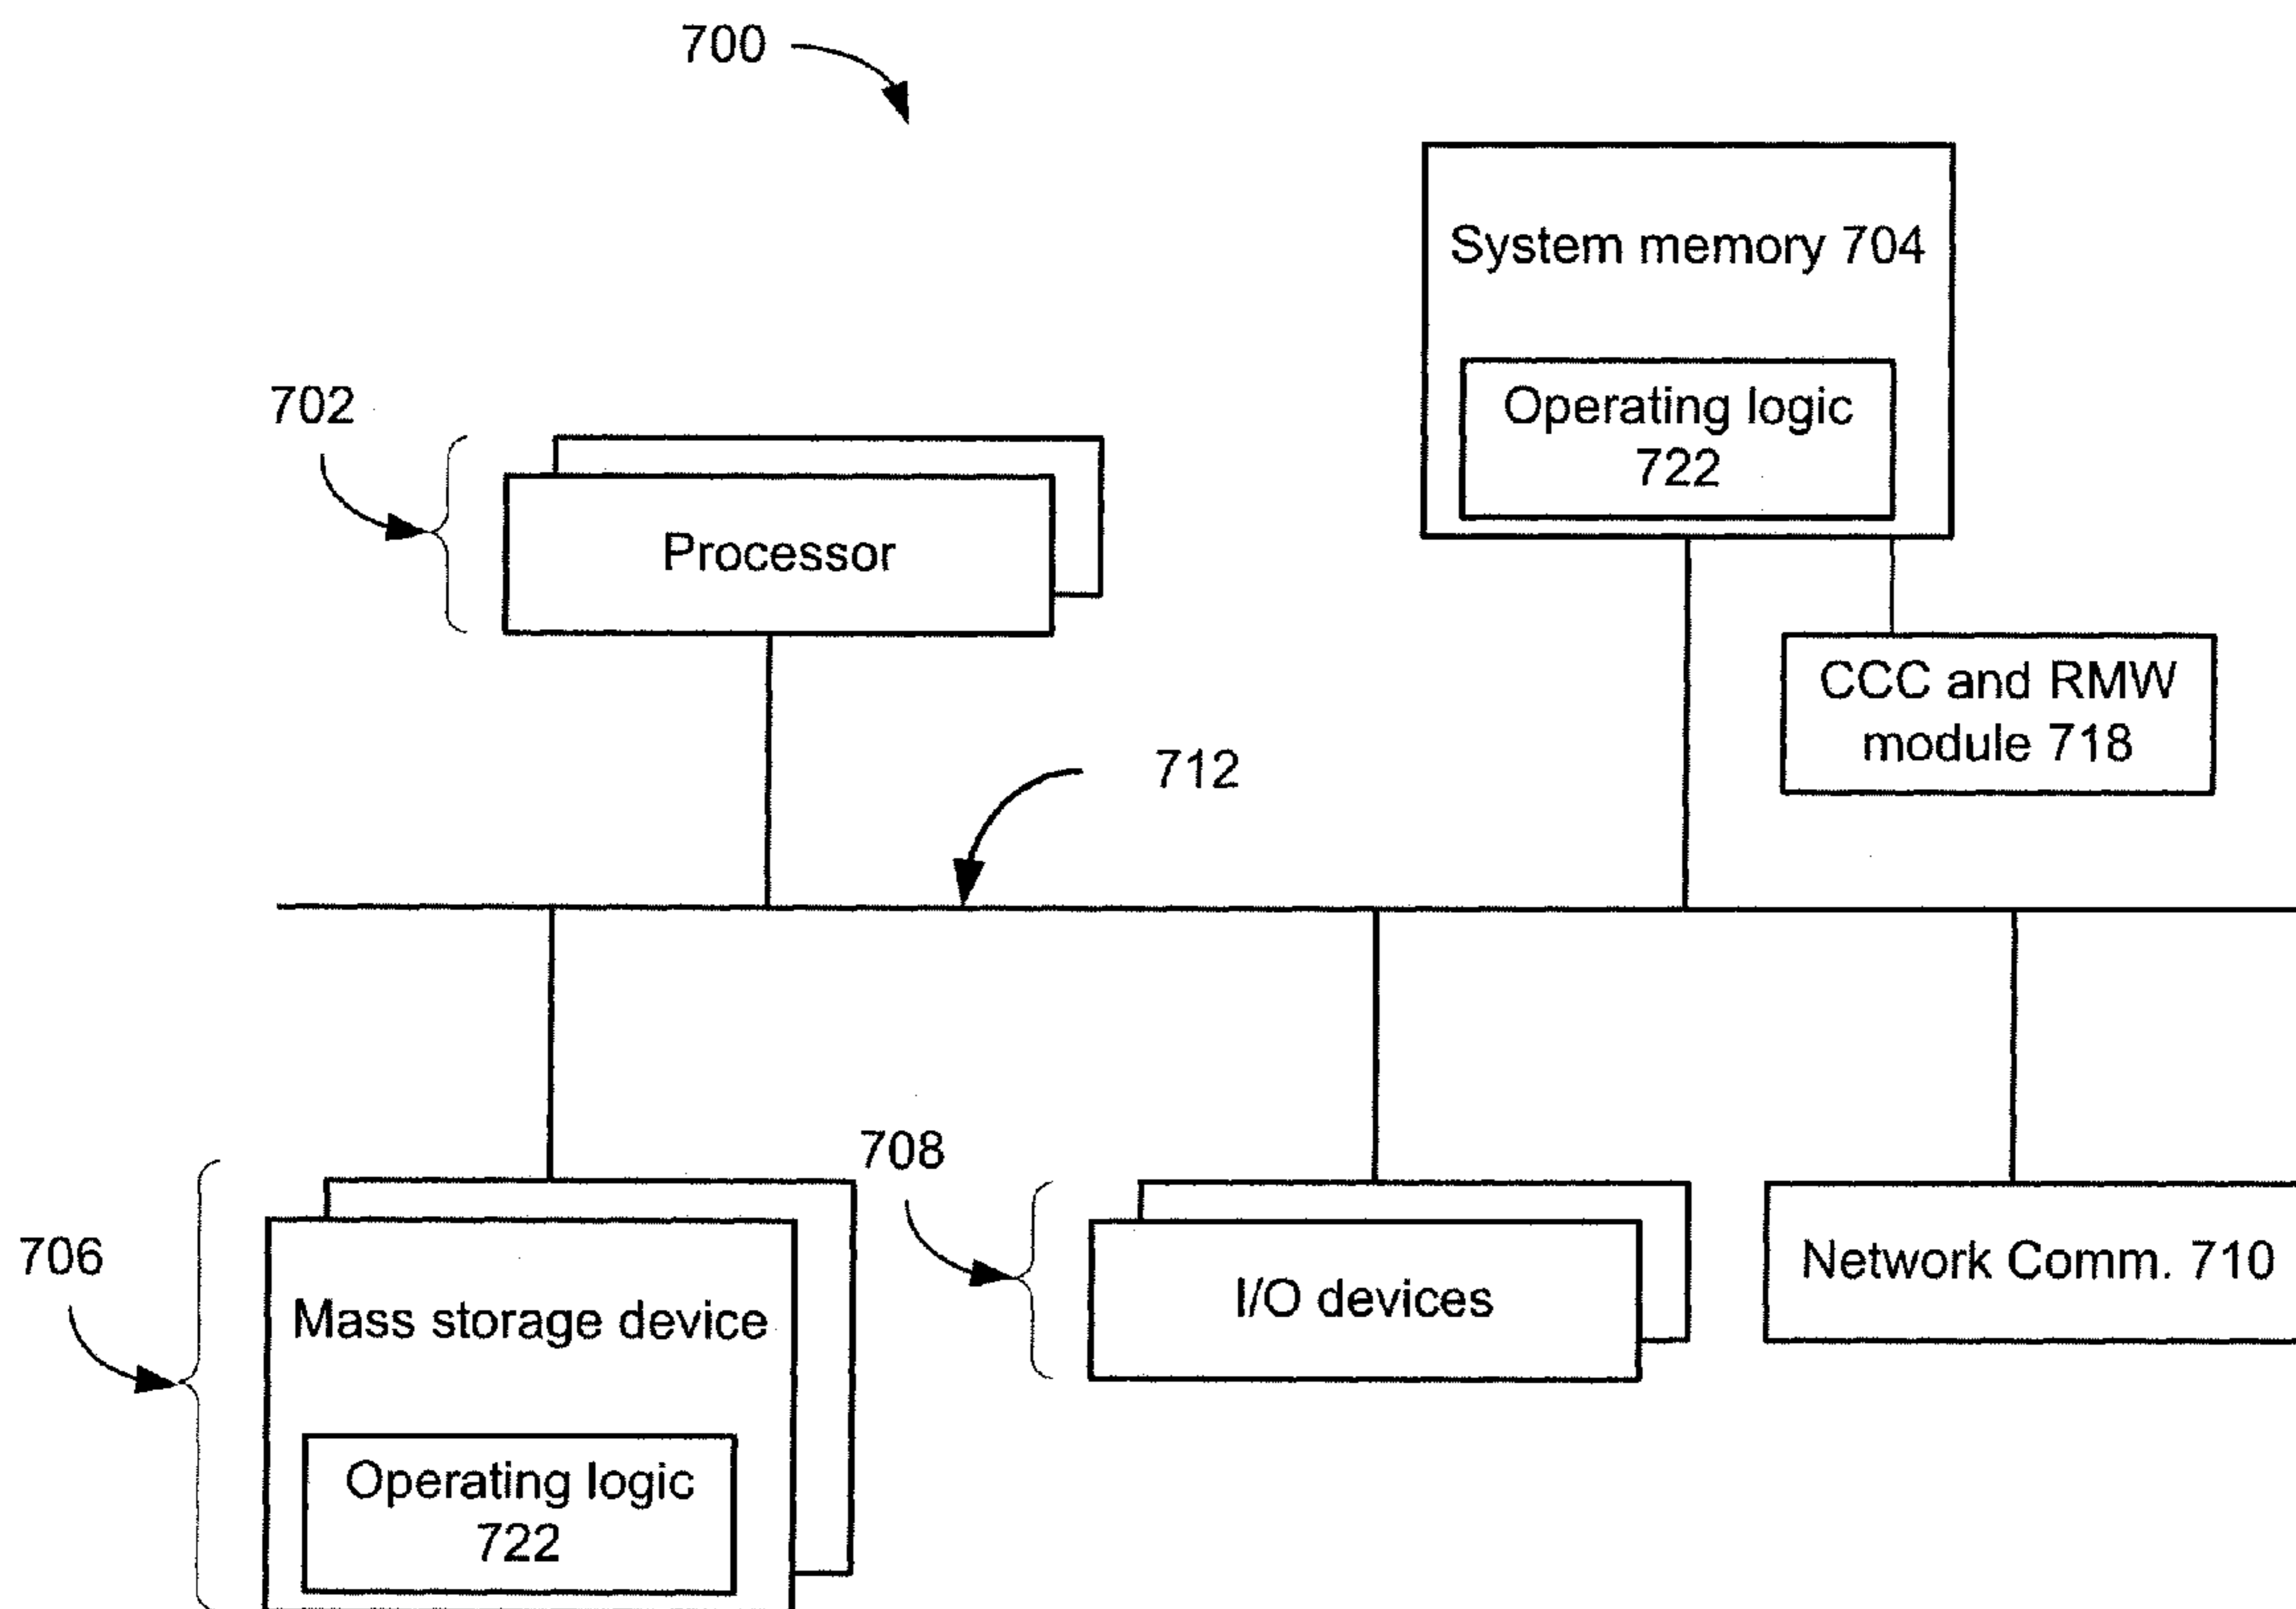 700
System memory 704
Operating logic
722
702
Processor
CCC and RMW
module 718
712
708
706
Mass storage device
I/O devices
Network Comm. 710
Operating logic
722